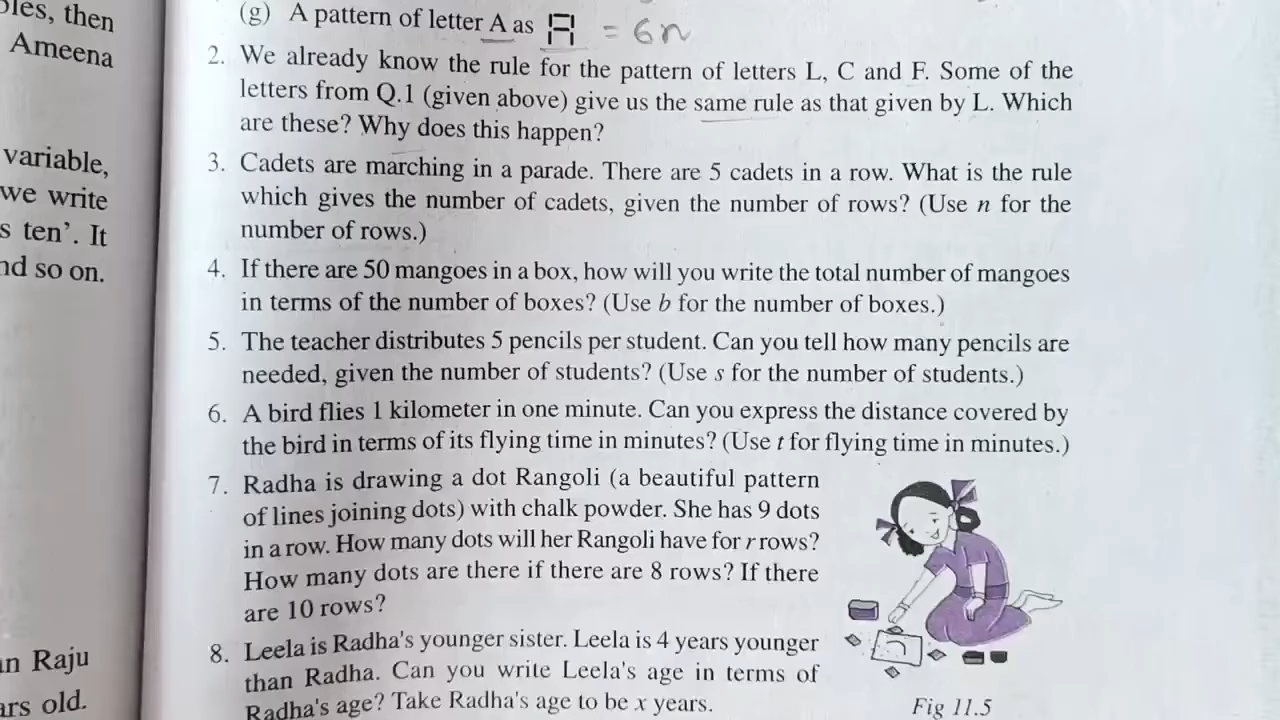 oles, then
Ameena
variable,
we write
s ten'. It
nd so on.
an Raju
ars old.
(g) A pattern of letter A as = 6n
2. We already know the rule for the pattern of letters L, C and F. Some of the
letters from Q.1 (given above) give us the same rule as that given by L. Which
are these? Why does this happen?
3. Cadets are marching in a parade. There are 5 cadets in a row. What is the rule
which gives the number of cadets, given the number of rows? (Use n for the
number of rows.)
4. If there are 50 mangoes in a box, how will you write the total number of mangoes
in terms of the number of boxes? (Use b for the number of boxes.)
5. The teacher distributes 5 pencils per student. Can you tell how many pencils are
needed, given the number of students? (Use s for the number of students.)
6. A bird flies 1 kilometer in one minute. Can you express the distance covered by
the bird in terms of its flying time in minutes? (Use t for flying time in minutes.)
7. Radha is drawing a dot Rangoli (a beautiful pattern
of lines joining dots) with chalk powder. She has 9 dots
in a row. How many dots will her Rangoli have for r rows?
How many dots are there if there are 8 rows? If there
are 10 rows?
8. Leela is Radha's younger sister. Leela is 4 years younger
than Radha. Can you write Leela's age in terms of
Radha's age? Take Radha's age to be x years.
Fig 11.5